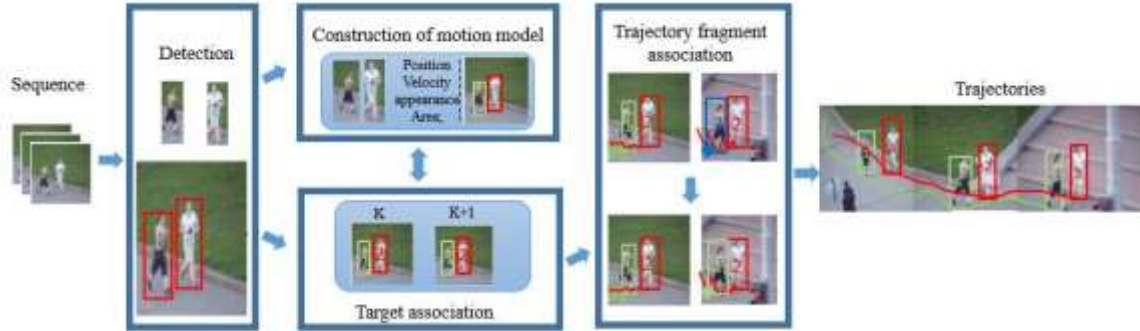 Sequence
Detection
Construction of motion model
Position
Velocity
appearance
Area,
K
K+1
Target association
Trajectory fragment
association
Trajectories